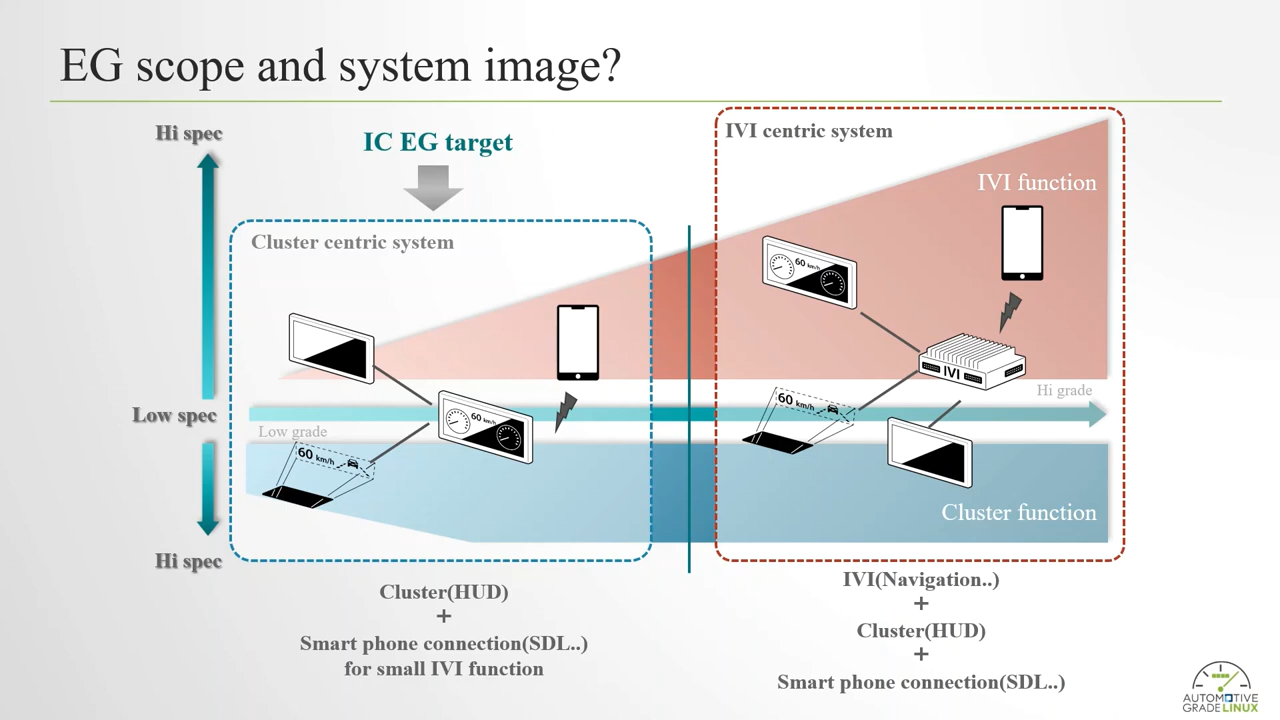 EG scope and system image?
Hi spec
IC EG target
IVI centric system
IVI function
Cluster centric system
60 km/h
60 km/h
IVI
Hi grade
60 km/h
Low spec
Low grade
60 km/h
Cluster function
Hi spec
Cluster(HUD)
+
Smart phone connection(SDL..)
for small IVI function
IVI(Navigation..)
+
Cluster(HUD)
+
Smart phone connection(SDL..)
AUTOMOTIVE
GRADE LINUX